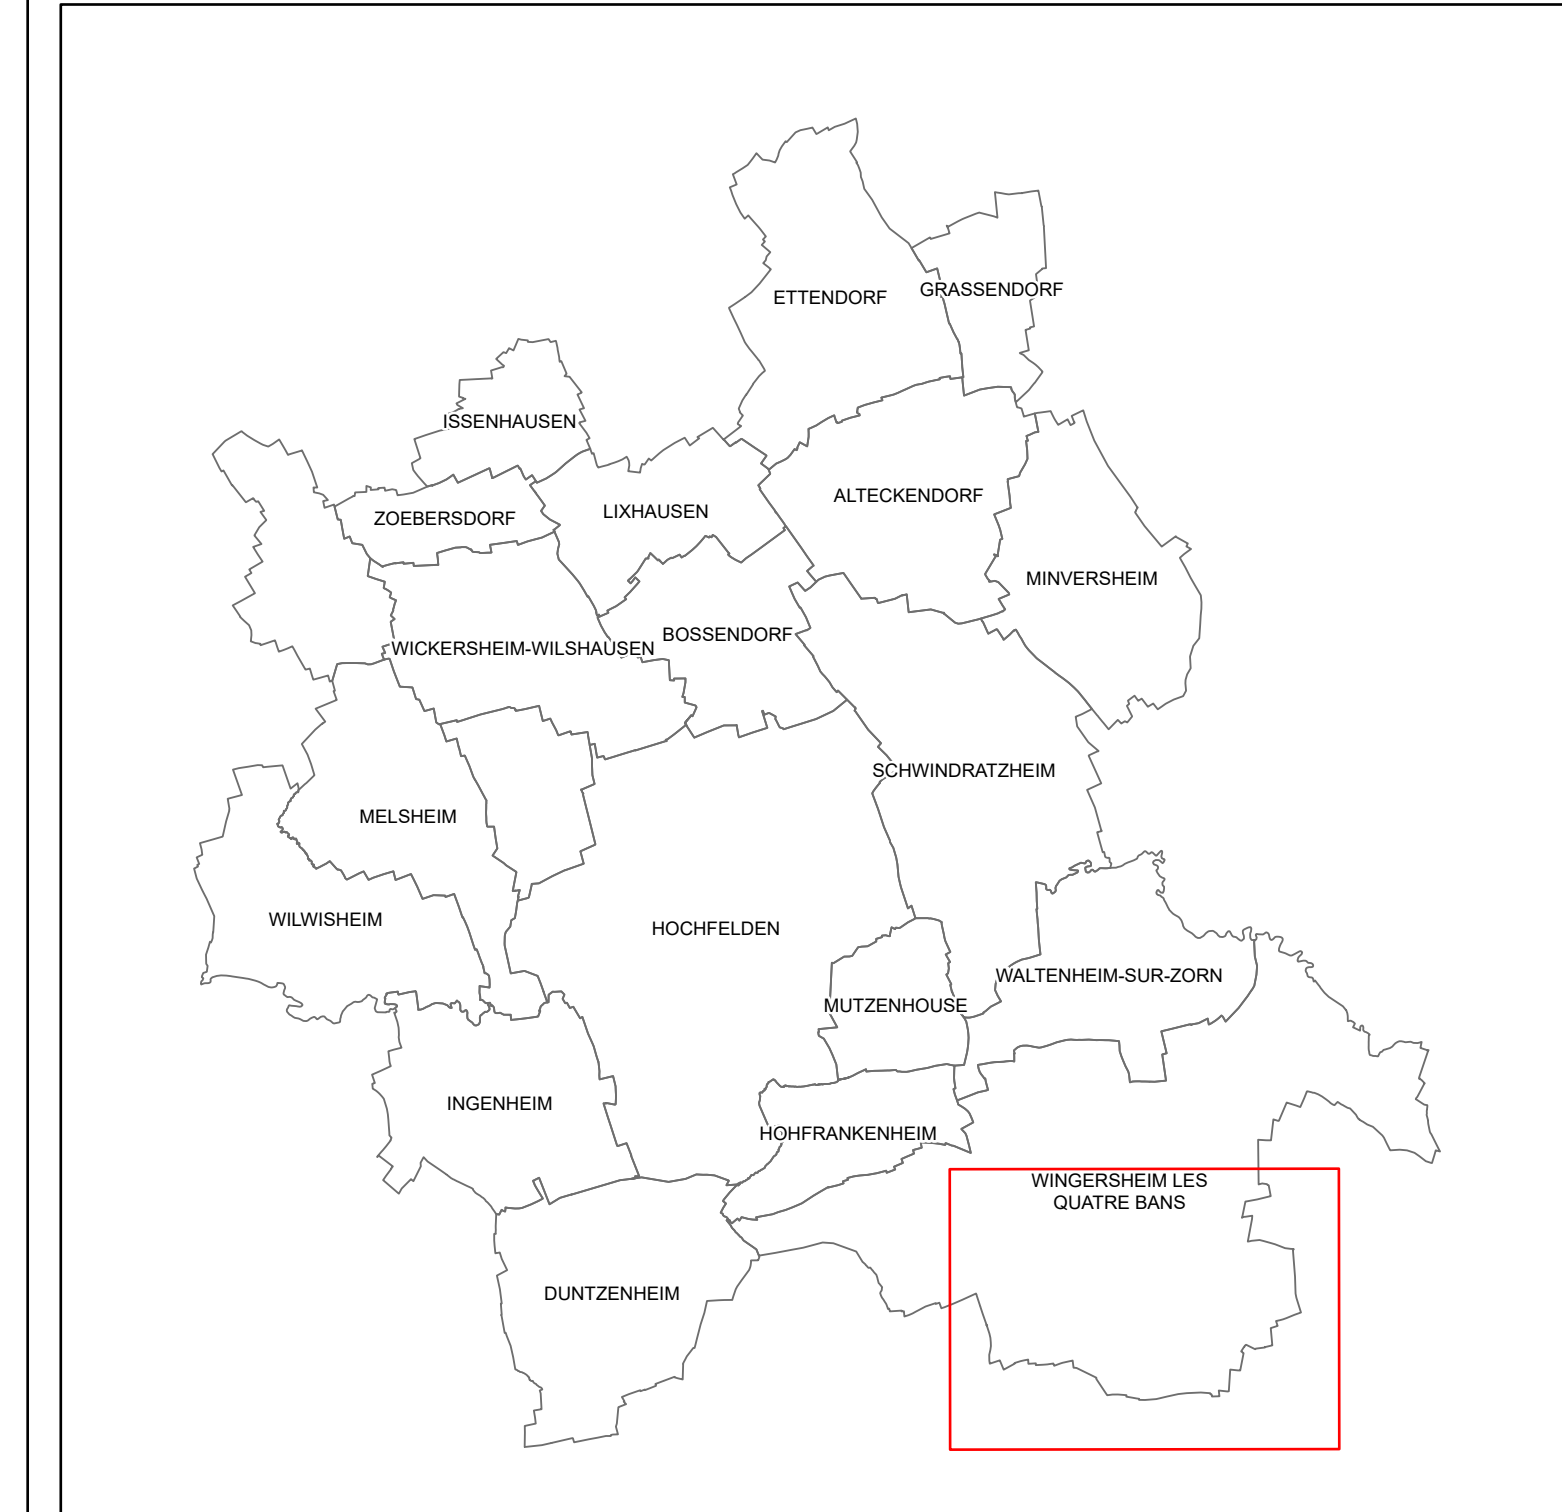 GRASSENDORF
ETTENDORF
ISSENHAUSEN
ALTECKENDORF
LIXHAUSEN
ZOEBERSDORF
MINVERSHEIM
BOSSENDORF
WICKERSHEIM-WILSHAUSEN
SCHWINDRATZHEIM
MELSHEIM
WILWISHEIM
HOCHFELDEN
WALTENHEIM-SUR-ZORN
MUTZENHOUSE
INGENHEIM
HOHFRANKENHEIM
WINGERSHEIM LES
QUATRE BANS
DUNTZENHEIM